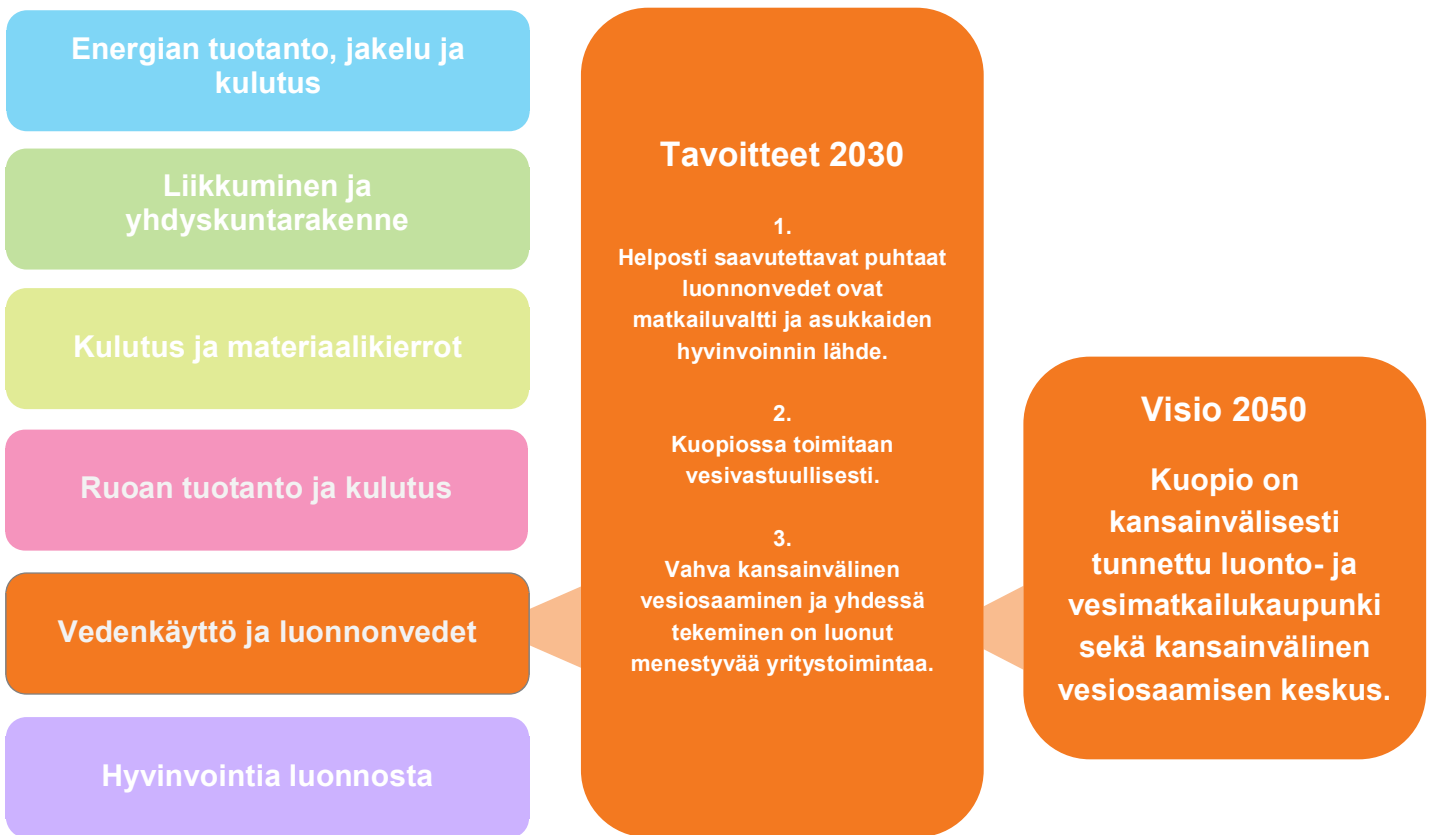 Energian tuotanto, jakelu ja
kulutus
Liikkuminen ja
yhdyskuntarakenne
Kulutus ja materiaalikierrot
Ruoan tuotanto ja kulutus
Vedenkäyttö ja luonnonvedet
Hyvinvointia luonnosta
Tavoitteet 2030
1.
Helposti saavutettavat puhtaat
luonnonvedet ovat
matkailuvaltti ja asukkaiden
hyvinvoinnin lähde.
2.
Kuopiossa toimitaan
vesivastuullisesti.
3.
Vahva kansainvälinen
vesiosaaminen ja yhdessä
tekeminen on luonut
menestyvää yritystoimintaa.
Visio 2050
Kuopio on
kansainvälisesti
tunnettu luonto- ja
vesimatkailukaupunki
sekä kansainvälinen
vesiosaamisen keskus.